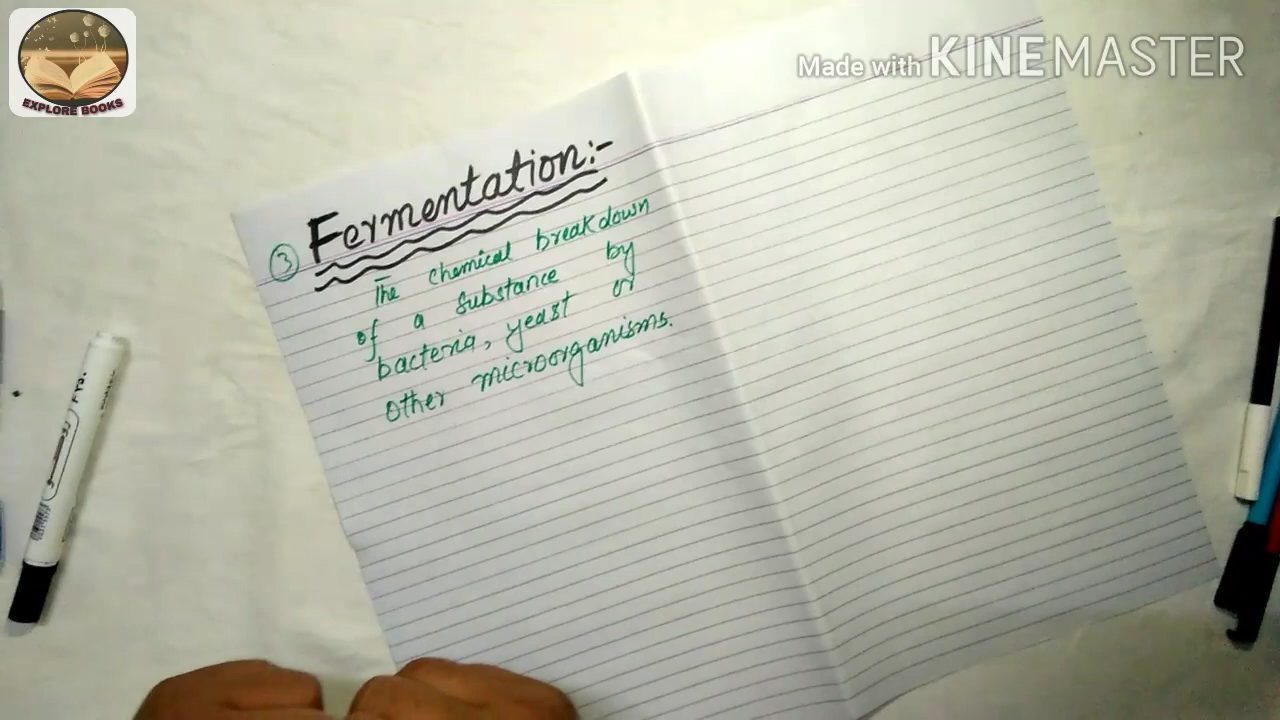 EXPLORE BOOKS
Made with KINEMASTER
Fermentation:-
3
The chemical breakdown
of a substance by
bacteria, yeast or
other microorganisms.